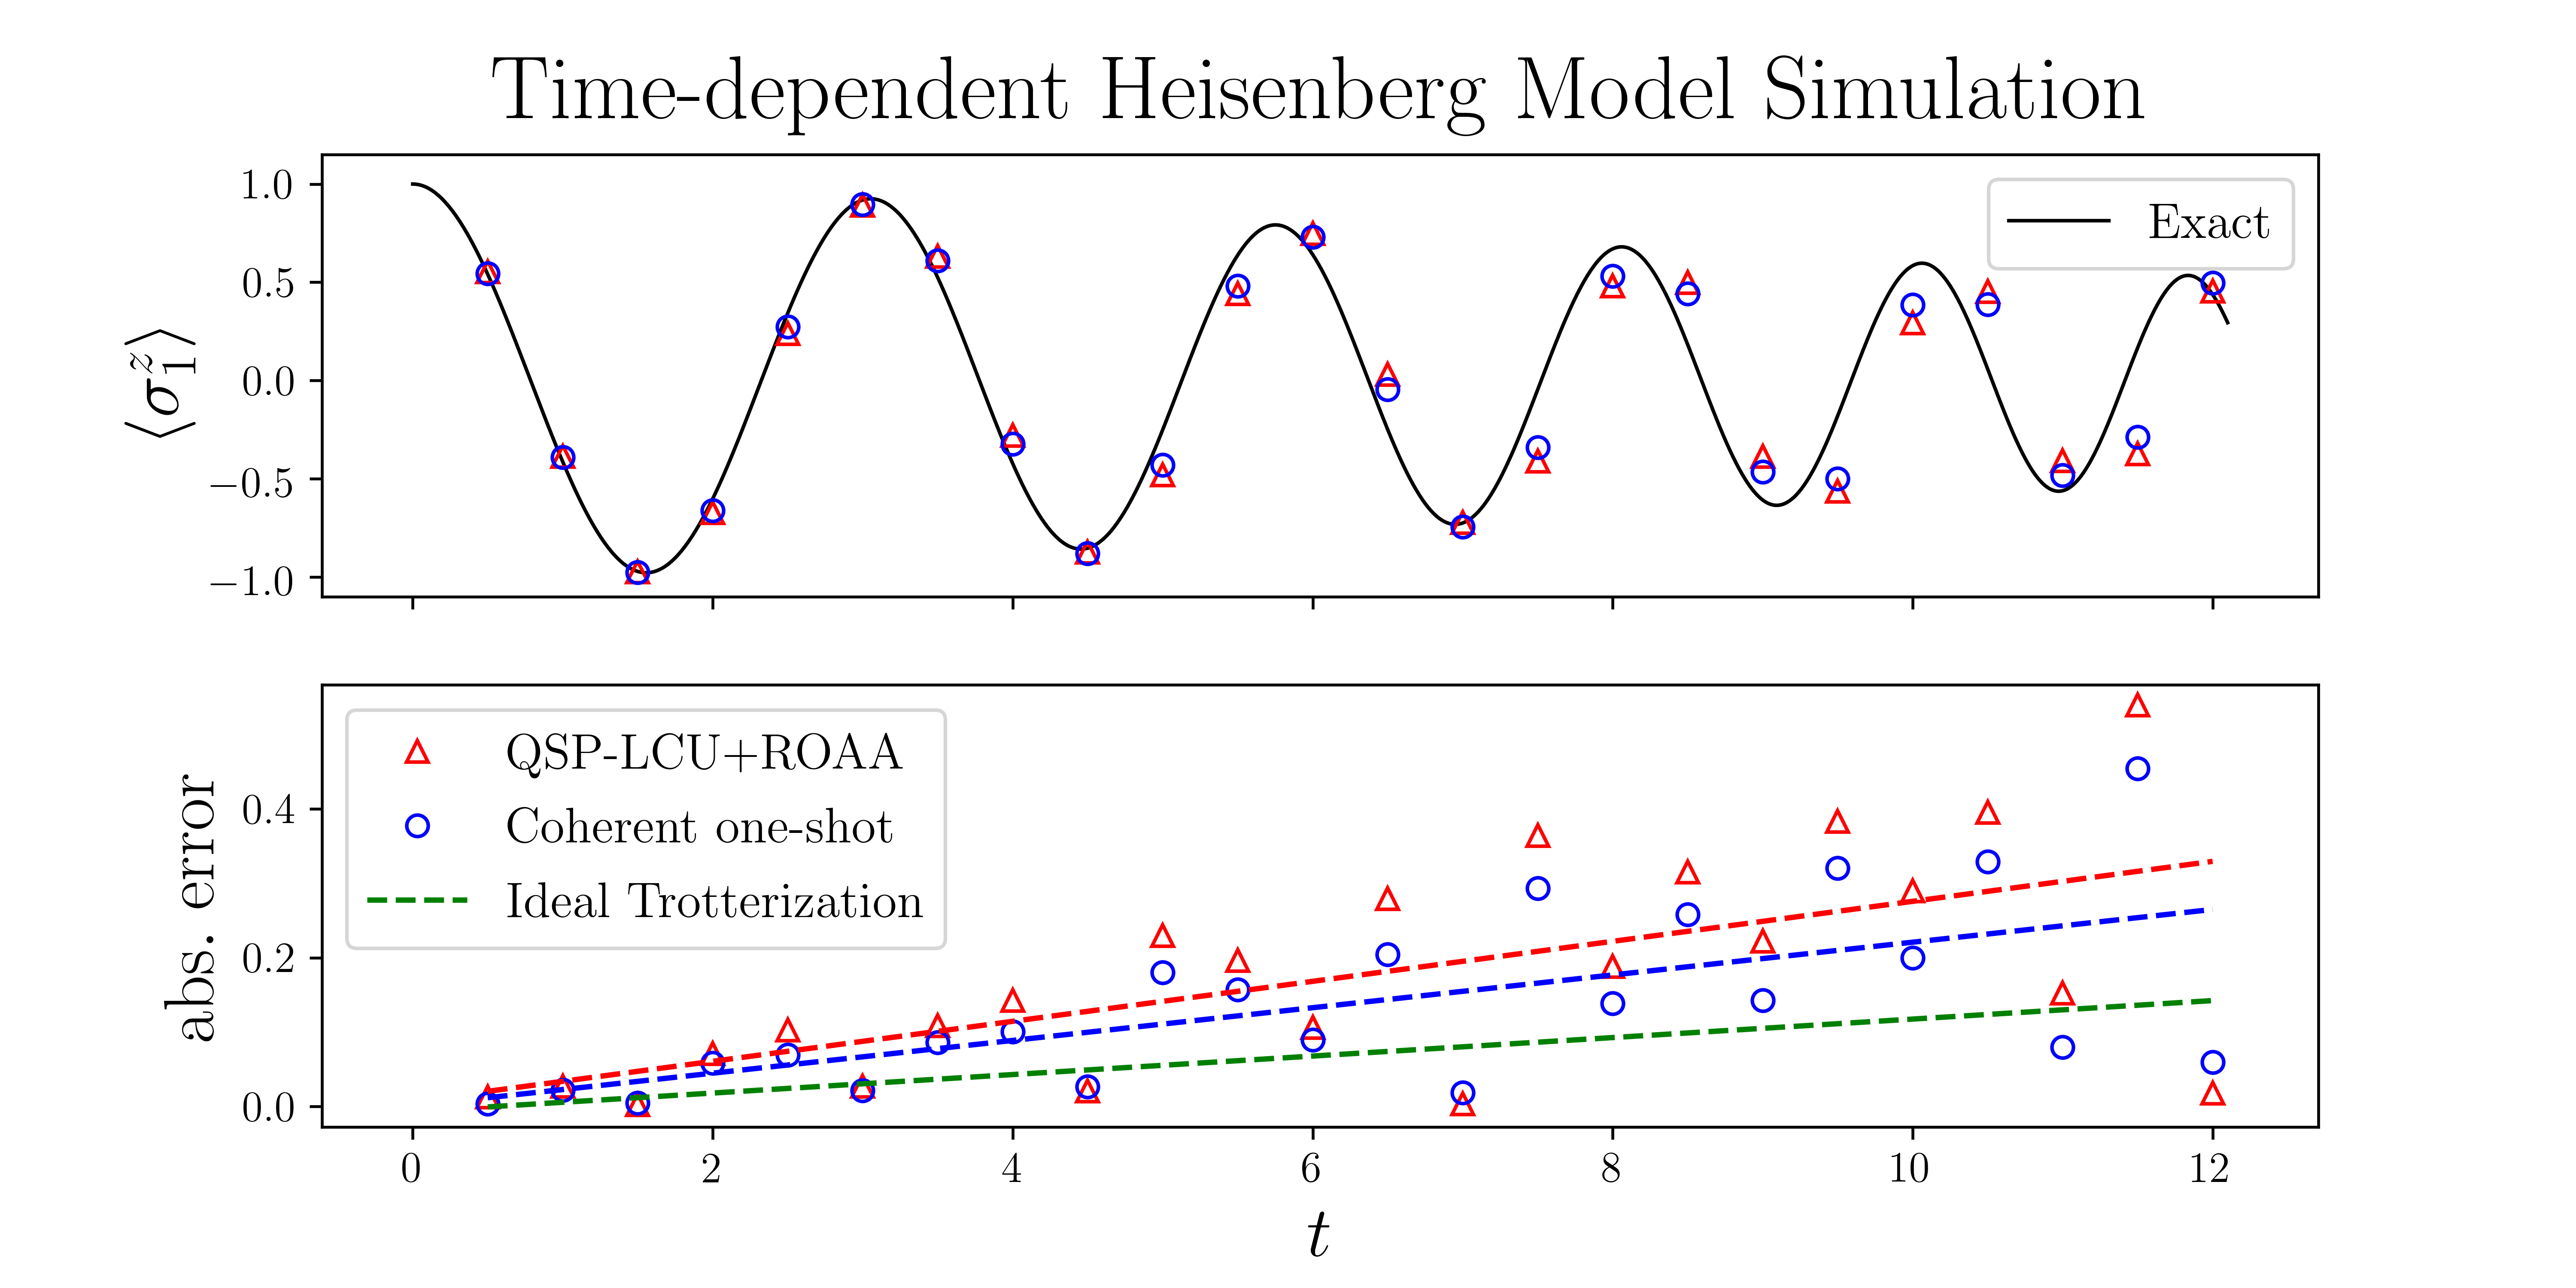 Time-dependent Heisenberg Model Simulation
1.0
0.5
0.0
−0.5
−1.0
⟨σ₁ᶻ⟩
Exact
QSP-LCU+ROAA
Coherent one-shot
Ideal Trotterization
0.4
0.2
0.0
abs. error
0 2 4 6 8 10 12
t